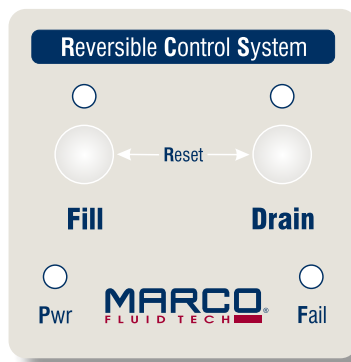 Reversible Control System
Reset
Fill Drain
Pwr MARCO® Fail
FLUID TECH